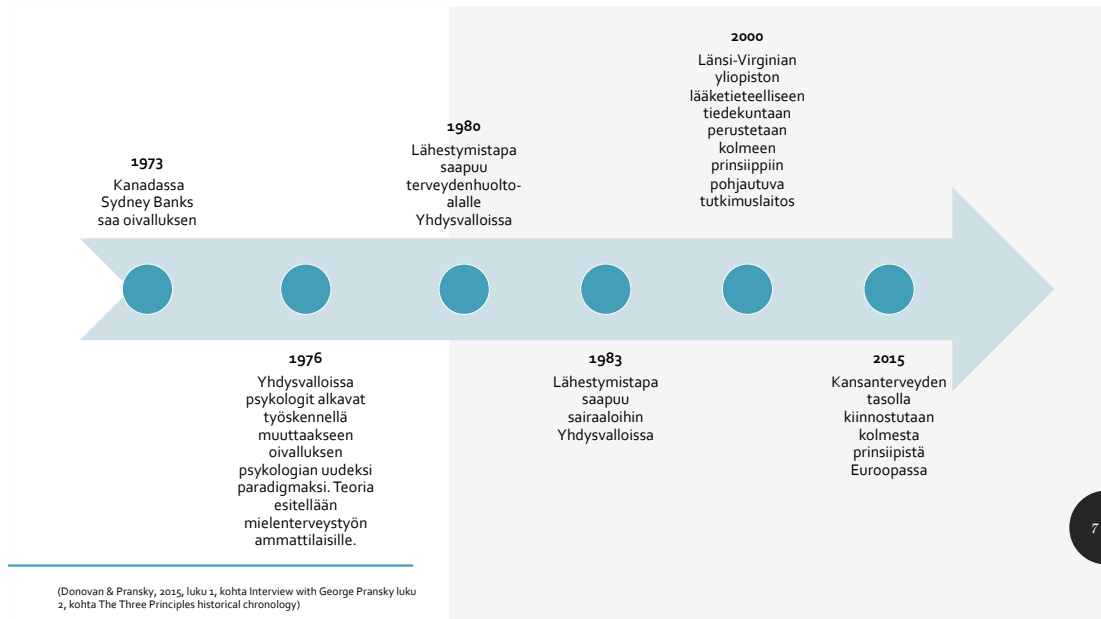 1973
Kanadassa
Sydney Banks
saa oivalluksen
1976
Yhdysvalloissa
psykologit alkavat
työskennellä
muuttaakseen
oivalluksen
psykologian uudeksi
paradigmaksi. Teoria
esitellään
mielenterveystyön
ammattilaisille.
1980
Lähestymistapa
saapuu
terveydenhuolto-
alalle
Yhdysvalloissa
1983
Lähestymistapa
saapuu
sairaaloihin
Yhdysvalloissa
2000
Länsi-Virginian
yliopiston
lääketieteelliseen
tiedekuntaan
perustetaan
kolmeen
prinsiippiin
pohjautuva
tutkimuslaitos
2015
Kansanterveyden
tasolla
kiinnostutaan
kolmesta
prinsiipistä
Euroopassa
7
(Donovan & Pransky, 2015, luku 1, kohta Interview with George Pransky luku
2, kohta The Three Principles historical chronology)